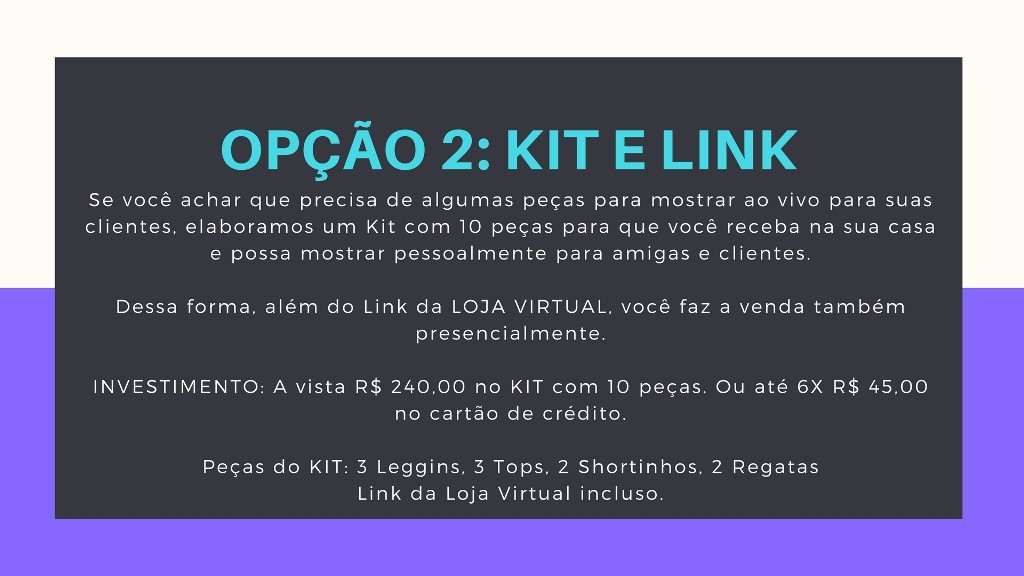 OPÇÃO 2: KIT E LINK
Se você achar que precisa de algumas peças para mostrar ao vivo para suas
clientes, elaboramos um Kit com 10 peças para que você receba na sua casa
e possa mostrar pessoalmente para amigas e clientes.
Dessa forma, além do Link da LOJA VIRTUAL, você faz a venda também
presencialmente.
INVESTIMENTO: A vista R$ 240,00 no KIT com 10 peças. Ou até 6X R$ 45,00
no cartão de crédito.
Peças do KIT: 3 Leggins, 3 Tops, 2 Shortinhos, 2 Regatas
Link da Loja Virtual incluso.